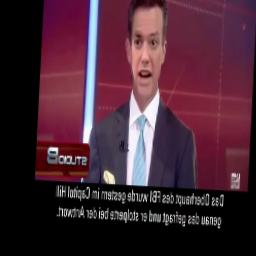 8 STUDIO
Das Oberhaupt des FBI wurde gestern im Capitol Hill
genau das gefragt und er stolperte bei der Antwort.